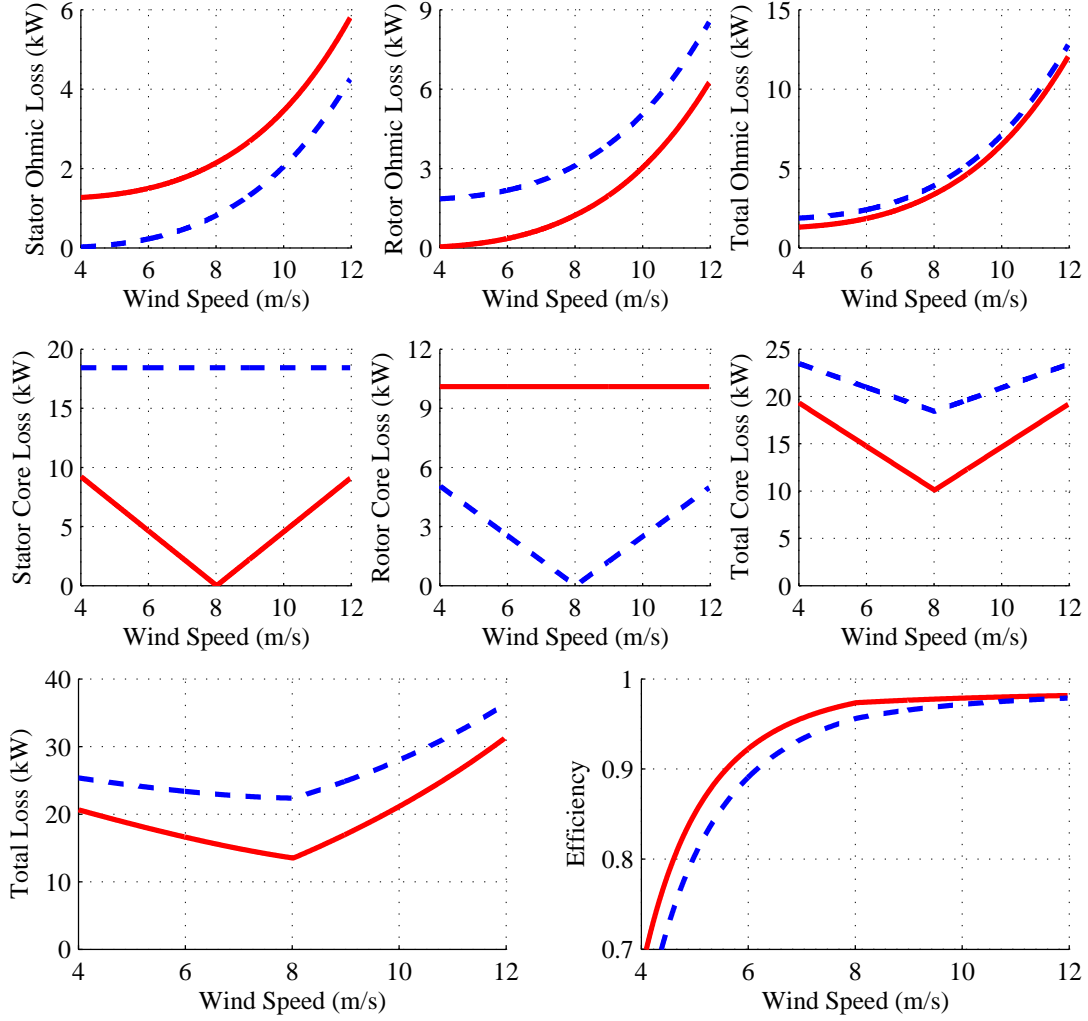 Stator Ohmic Loss (kW)
6
4
2
0
4 6 8 10 12
Wind Speed (m/s)
Rotor Ohmic Loss (kW)
9
6
3
0
4 6 8 10 12
Wind Speed (m/s)
Total Ohmic Loss (kW)
15
10
5
0
4 6 8 10 12
Wind Speed (m/s)
Stator Core Loss (kW)
20
15
10
5
0
4 6 8 10 12
Wind Speed (m/s)
Rotor Core Loss (kW)
12
9
6
3
0
4 6 8 10 12
Wind Speed (m/s)
Total Core Loss (kW)
25
20
15
10
5
0
4 6 8 10 12
Wind Speed (m/s)
Total Loss (kW)
40
30
20
10
0
4 6 8 10 12
Wind Speed (m/s)
Efficiency
1
0.9
0.8
0.7
4 6 8 10 12
Wind Speed (m/s)